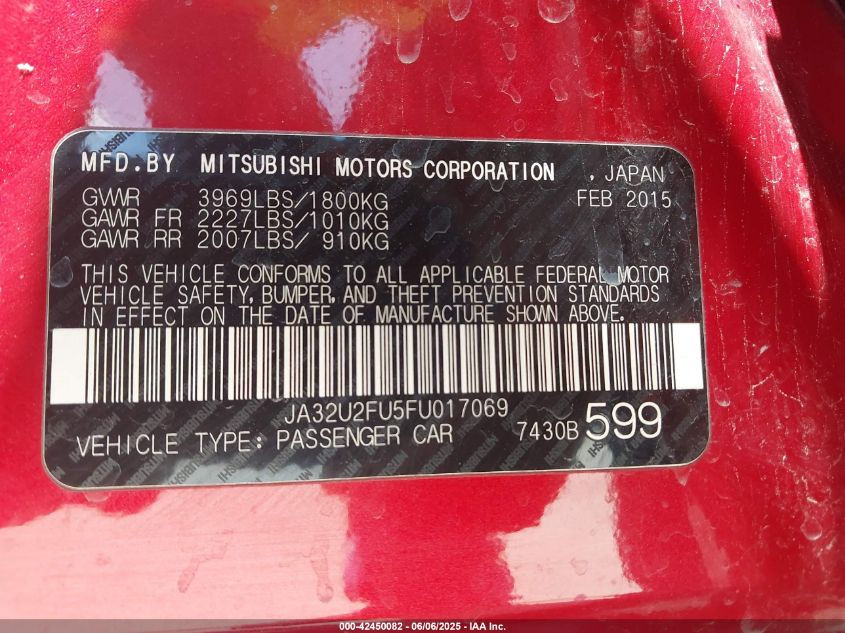 MFD.BY MITSUBISHI MOTORS CORPORATION , JAPAN
GVWR 3969LBS/1800KG FEB 2015
GAWR FR 2227LBS/1010KG
GAWR RR 2007LBS/ 910KG
THIS VEHICLE CONFORMS TO ALL APPLICABLE FEDERAL MOTOR
VEHICLE SAFETY, BUMPER, AND THEFT PREVENTION STANDARDS
IN EFFECT ON THE DATE OF MANUFACTURE SHOWN ABOVE.
JA32U2FU5FU017069
VEHICLE TYPE: PASSENGER CAR 7430B 599
000-42450082 - 06/06/2025 - IAA Inc.